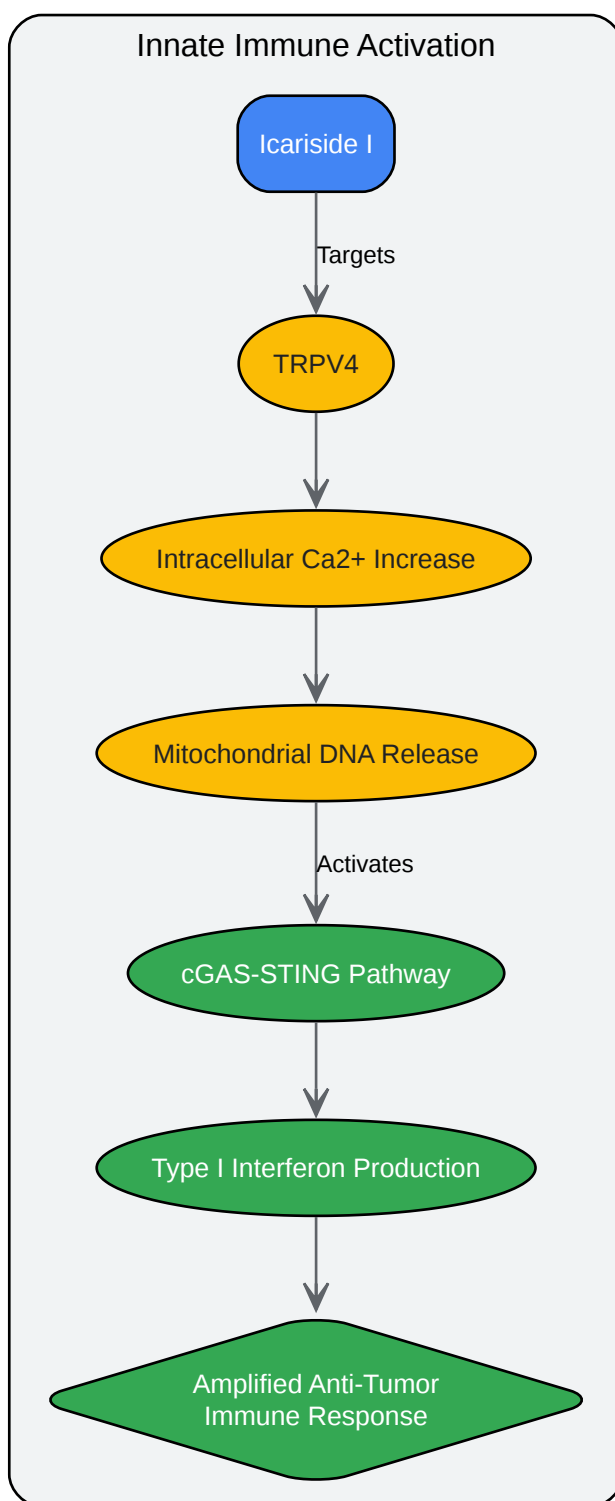 Innate Immune Activation
Icariside I
Targets
TRPV4
Intracellular Ca2+ Increase
Mitochondrial DNA Release
Activates
cGAS-STING Pathway
Type I Interferon Production
Amplified Anti-Tumor
Immune Response